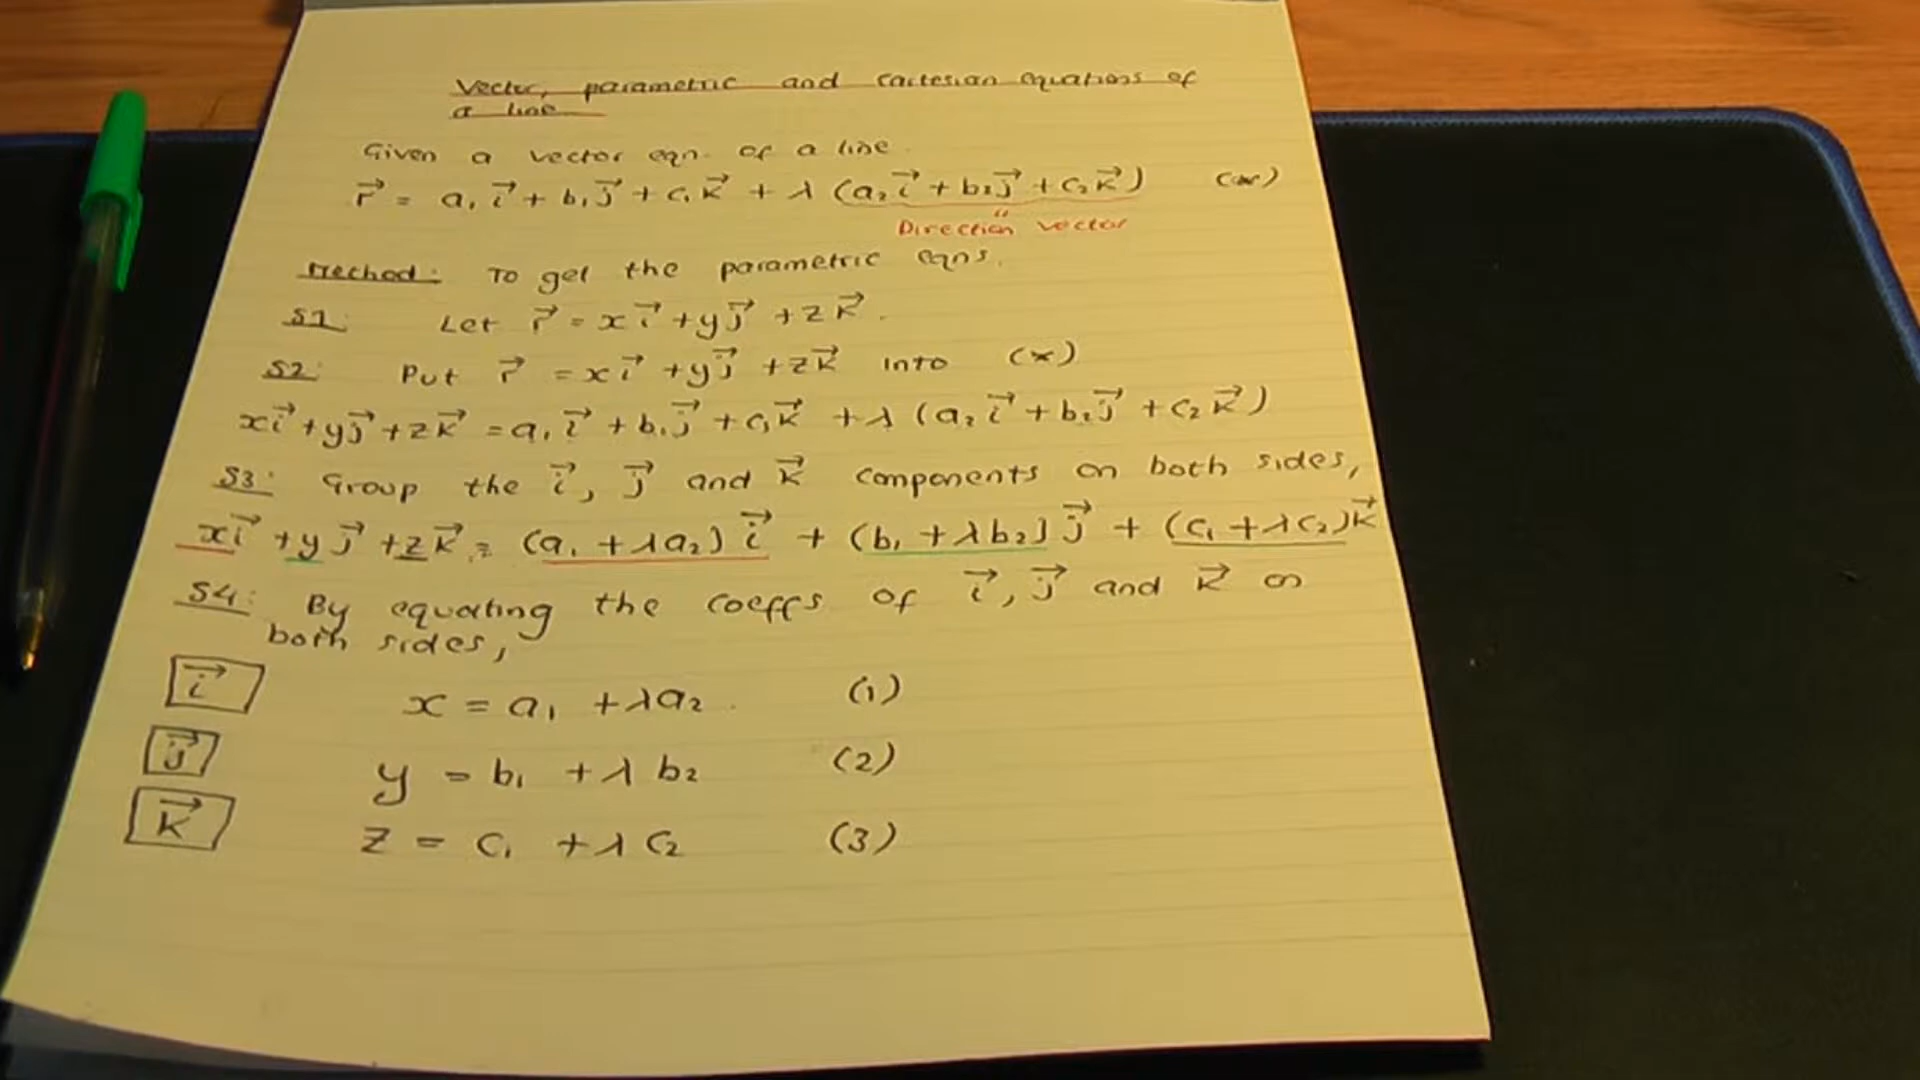 Vector, parametric and Cartesian equations of
a line
Given a vector eqn. of a line.
r⃗ = a₁i⃗ + b₁j⃗ + c₁k⃗ + λ (a₂i⃗ + b₂j⃗ + c₂k⃗) (*)
"
Direction vector
Method: To get the parametric eqns.
S1: Let r⃗ = xi⃗ + yj⃗ + zk⃗.
S2: Put r⃗ = xi⃗ + yj⃗ + zk⃗ into (*)
xi⃗ + yj⃗ + zk⃗ = a₁i⃗ + b₁j⃗ + c₁k⃗ + λ (a₂i⃗ + b₂j⃗ + c₂k⃗)
S3: Group the i⃗, j⃗ and k⃗ components on both sides,
xi⃗ + yj⃗ + zk⃗ = (a₁ + λa₂) i⃗ + (b₁ + λb₂) j⃗ + (c₁ + λc₂)k⃗
S4: By equating the coeffs of i⃗, j⃗ and k⃗ on
both sides,
i⃗ x = a₁ + λa₂. (1)
j⃗ y = b₁ + λ b₂ (2)
k⃗ z = c₁ + λ c₂ (3)